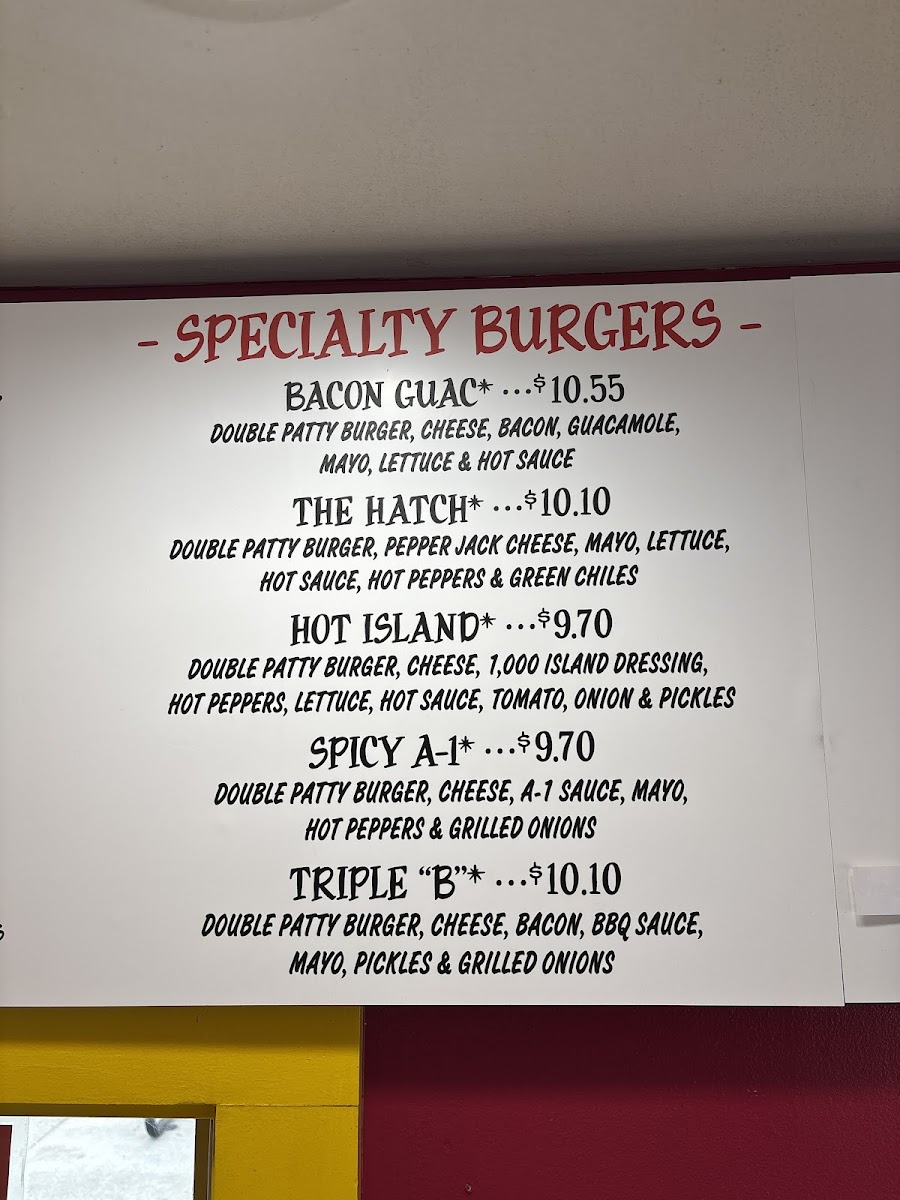 - SPECIALTY BURGERS -
BACON GUAC* ...$10.55
DOUBLE PATTY BURGER, CHEESE, BACON, GUACAMOLE,
MAYO, LETTUCE & HOT SAUCE
THE HATCH* ...$10.10
DOUBLE PATTY BURGER, PEPPER JACK CHEESE, MAYO, LETTUCE,
HOT SAUCE, HOT PEPPERS & GREEN CHILES
HOT ISLAND* ...$9.70
DOUBLE PATTY BURGER, CHEESE, 1,000 ISLAND DRESSING,
HOT PEPPERS, LETTUCE, HOT SAUCE, TOMATO, ONION & PICKLES
SPICY A-1* ...$9.70
DOUBLE PATTY BURGER, CHEESE, A-1 SAUCE, MAYO,
HOT PEPPERS & GRILLED ONIONS
TRIPLE "B"* ...$10.10
DOUBLE PATTY BURGER, CHEESE, BACON, BBQ SAUCE,
MAYO, PICKLES & GRILLED ONIONS